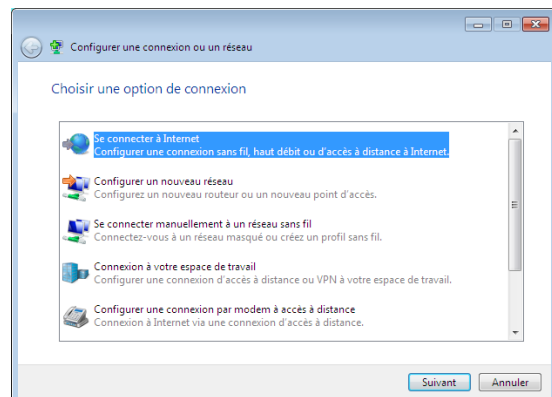 Configurer une connexion ou un réseau
Choisir une option de connexion
Se connecter à Internet
Configurer une connexion sans fil, haut débit ou d'accès à distance à Internet.
Configurer un nouveau réseau
Configurez un nouveau routeur ou un nouveau point d'accès.
Se connecter manuellement à un réseau sans fil
Connectez-vous à un réseau masqué ou créez un profil sans fil.
Connexion à votre espace de travail
Configurer une connexion d'accès à distance ou VPN à votre espace de travail.
Configurer une connexion par modem à accès à distance
Connexion à Internet via une connexion d'accès à distance.
Suivant
Annuler